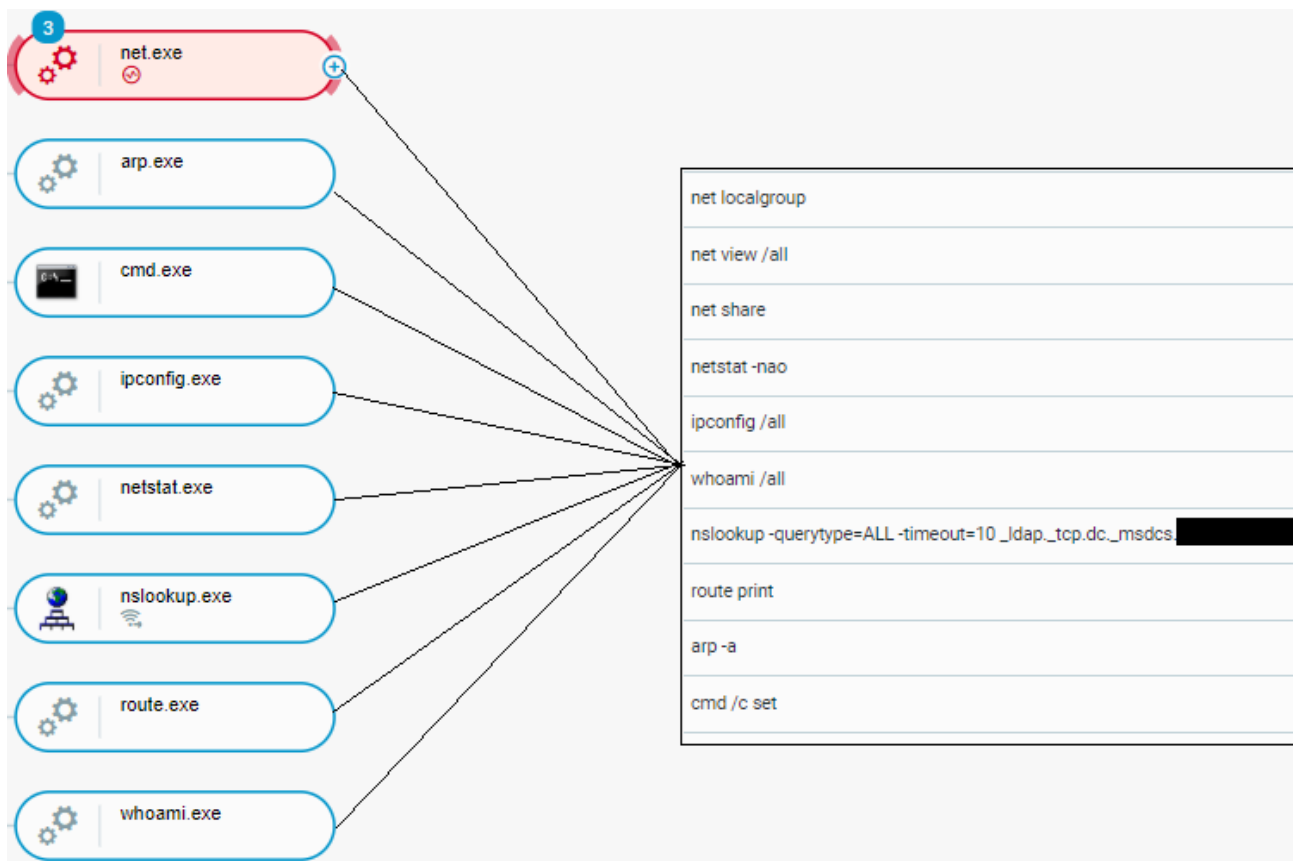 3
net.exe
arp.exe
cmd.exe
ipconfig.exe
netstat.exe
nslookup.exe
route.exe
whoami.exe
net localgroup
net view /all
net share
netstat -nao
ipconfig /all
whoami /all
nslookup -querytype=ALL -timeout=10 _ldap._tcp.dc._msdcs.
route print
arp -a
cmd /c set